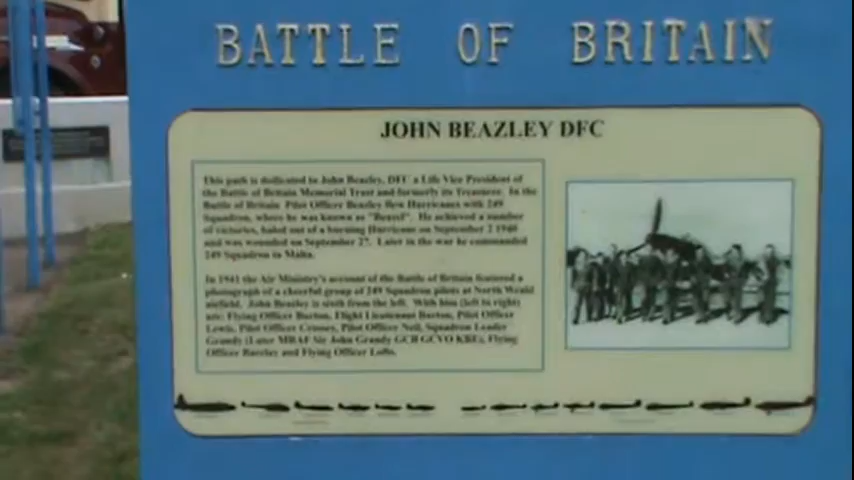 BATTLE OF BRITAIN
JOHN BEAZLEY DFC
This path is dedicated to John Beazley, DFC a Life Vice President of
the Battle of Britain Memorial Trust and formerly its Treasurer. In the
Battle of Britain Pilot Officer Beazley flew Hurricanes with 249
Squadron, where he was known as "Beazel". He achieved a number
of victories, baled out of a burning Hurricane on September 2 1940
and was wounded on September 27. Later in the war he commanded
249 Squadron in Malta.
In 1941 the Air Ministry's account of the Battle of Britain featured a
photograph of a cheerful group of 249 Squadron pilots at North Weald
airfield. John Beazley is sixth from the left. With him (left to right)
are: Flying Officer Burton, Flight Lieutenant Barton, Pilot Officer
Lewis, Pilot Officer Crossey, Pilot Officer Neil, Squadron Leader
Grandy (Later MRAF Sir John Grandy GCB GCVO KBE), Flying
Officer and Flying Officer Lofts.